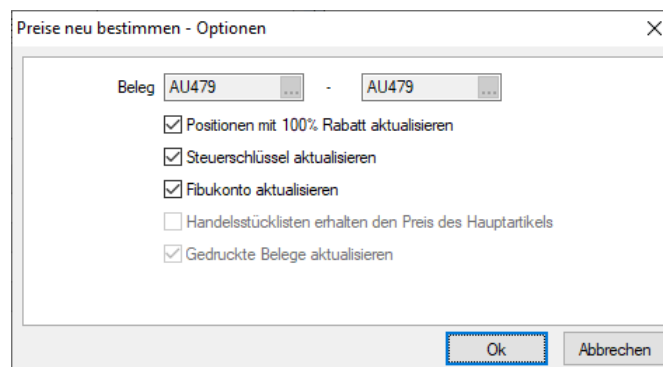 Preise neu bestimmen - Optionen
Beleg AU479 ... - AU479 ...
Positionen mit 100% Rabatt aktualisieren
Steuerschlüssel aktualisieren
Fibukonto aktualisieren
Handelsstücklisten erhalten den Preis des Hauptartikels
Gedruckte Belege aktualisieren
Ok Abbrechen